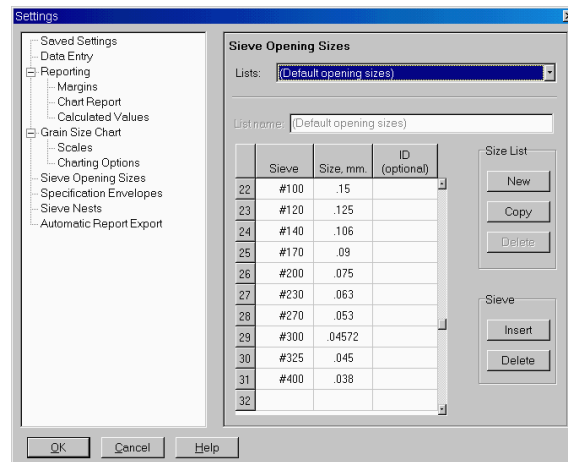 Settings
Saved Settings
Data Entry
Reporting
Margins
Chart Report
Calculated Values
Grain Size Chart
Scales
Charting Options
Sieve Opening Sizes
Specification Envelopes
Sieve Nests
Automatic Report Export
Sieve Opening Sizes
Lists: (Default opening sizes)
List name: (Default opening sizes)
Sieve Size, mm. ID (optional)
22 #100 .15
23 #120 .125
24 #140 .106
25 #170 .09
26 #200 .075
27 #230 .063
28 #270 .053
29 #300 .04572
30 #325 .045
31 #400 .038
32
Size List
New
Copy
Delete
Sieve
Insert
Delete
OK Cancel Help